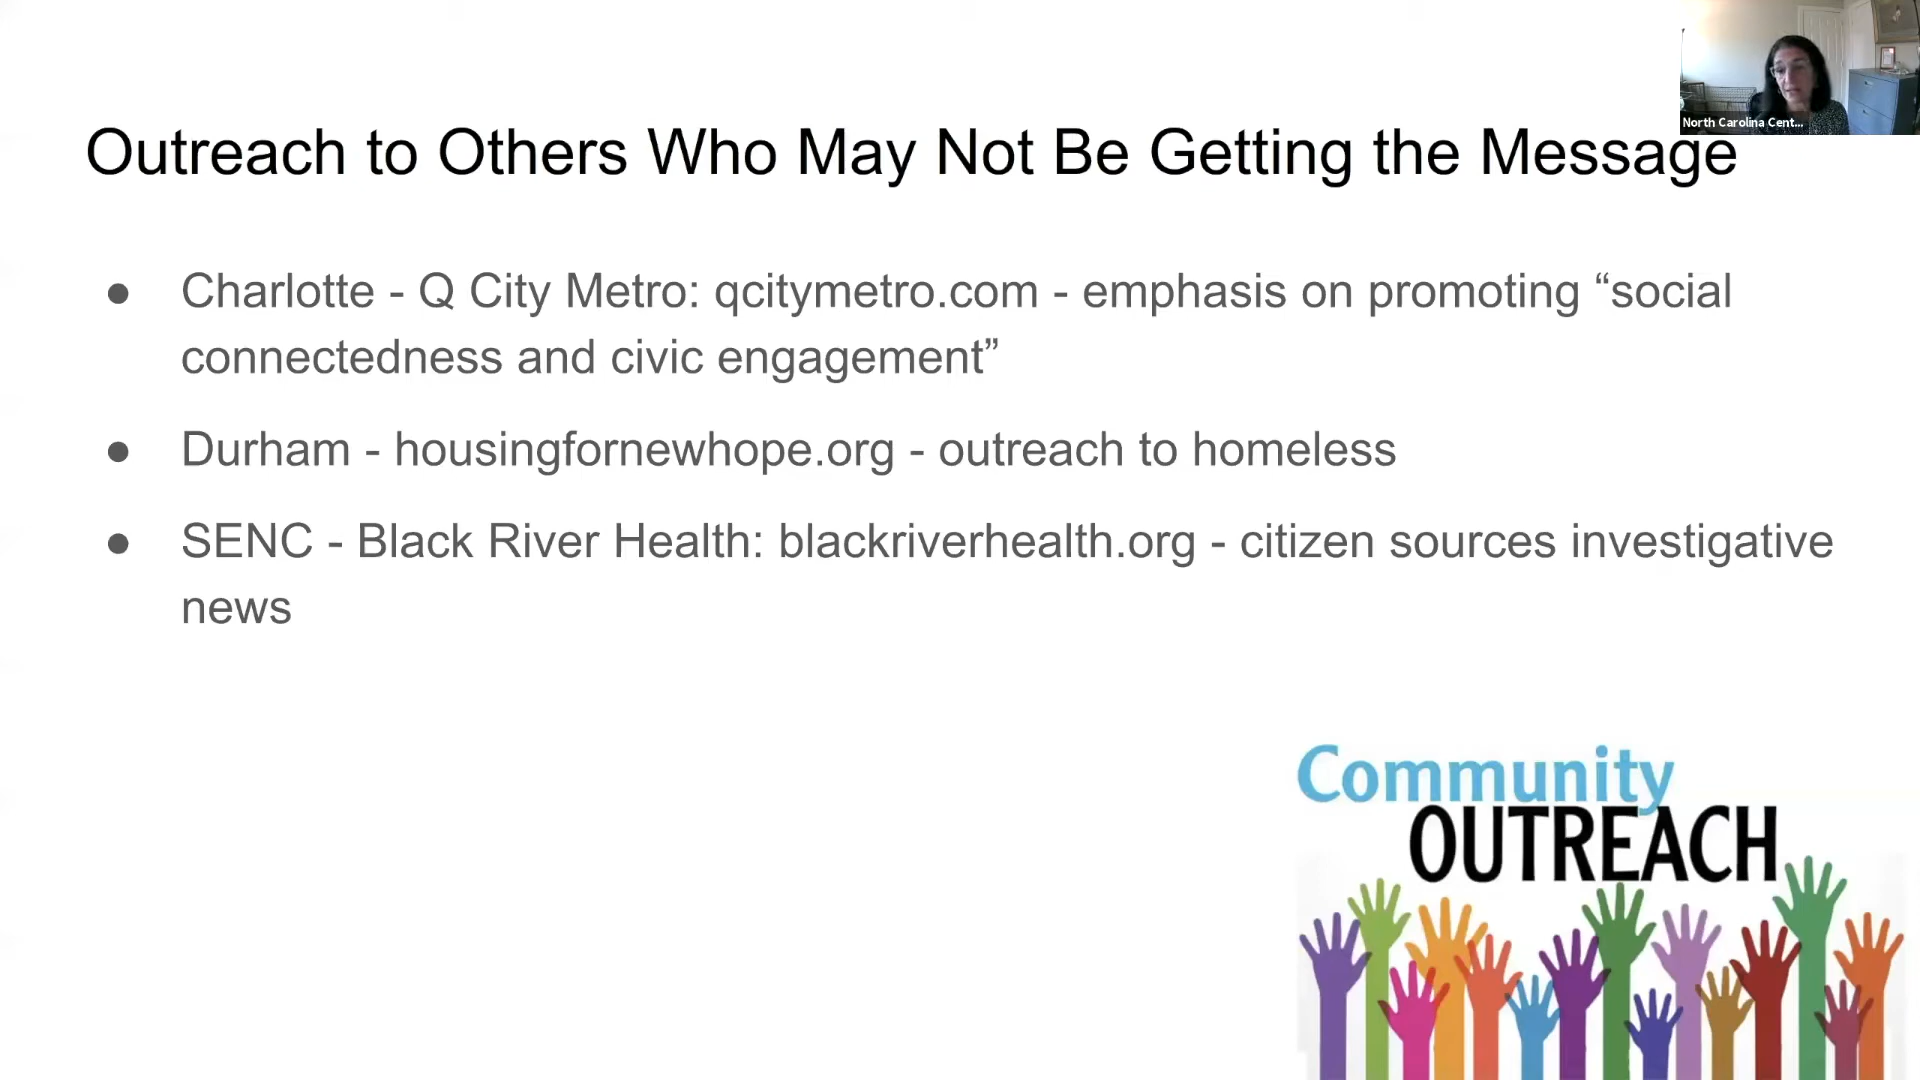 North Carolina Cent...
Outreach to Others Who May Not Be Getting the Message
● Charlotte - Q City Metro: qcitymetro.com - emphasis on promoting “social
connectedness and civic engagement”
● Durham - housingfornewhope.org - outreach to homeless
● SENC - Black River Health: blackriverhealth.org - citizen sources investigative
news
Community
OUTREACH